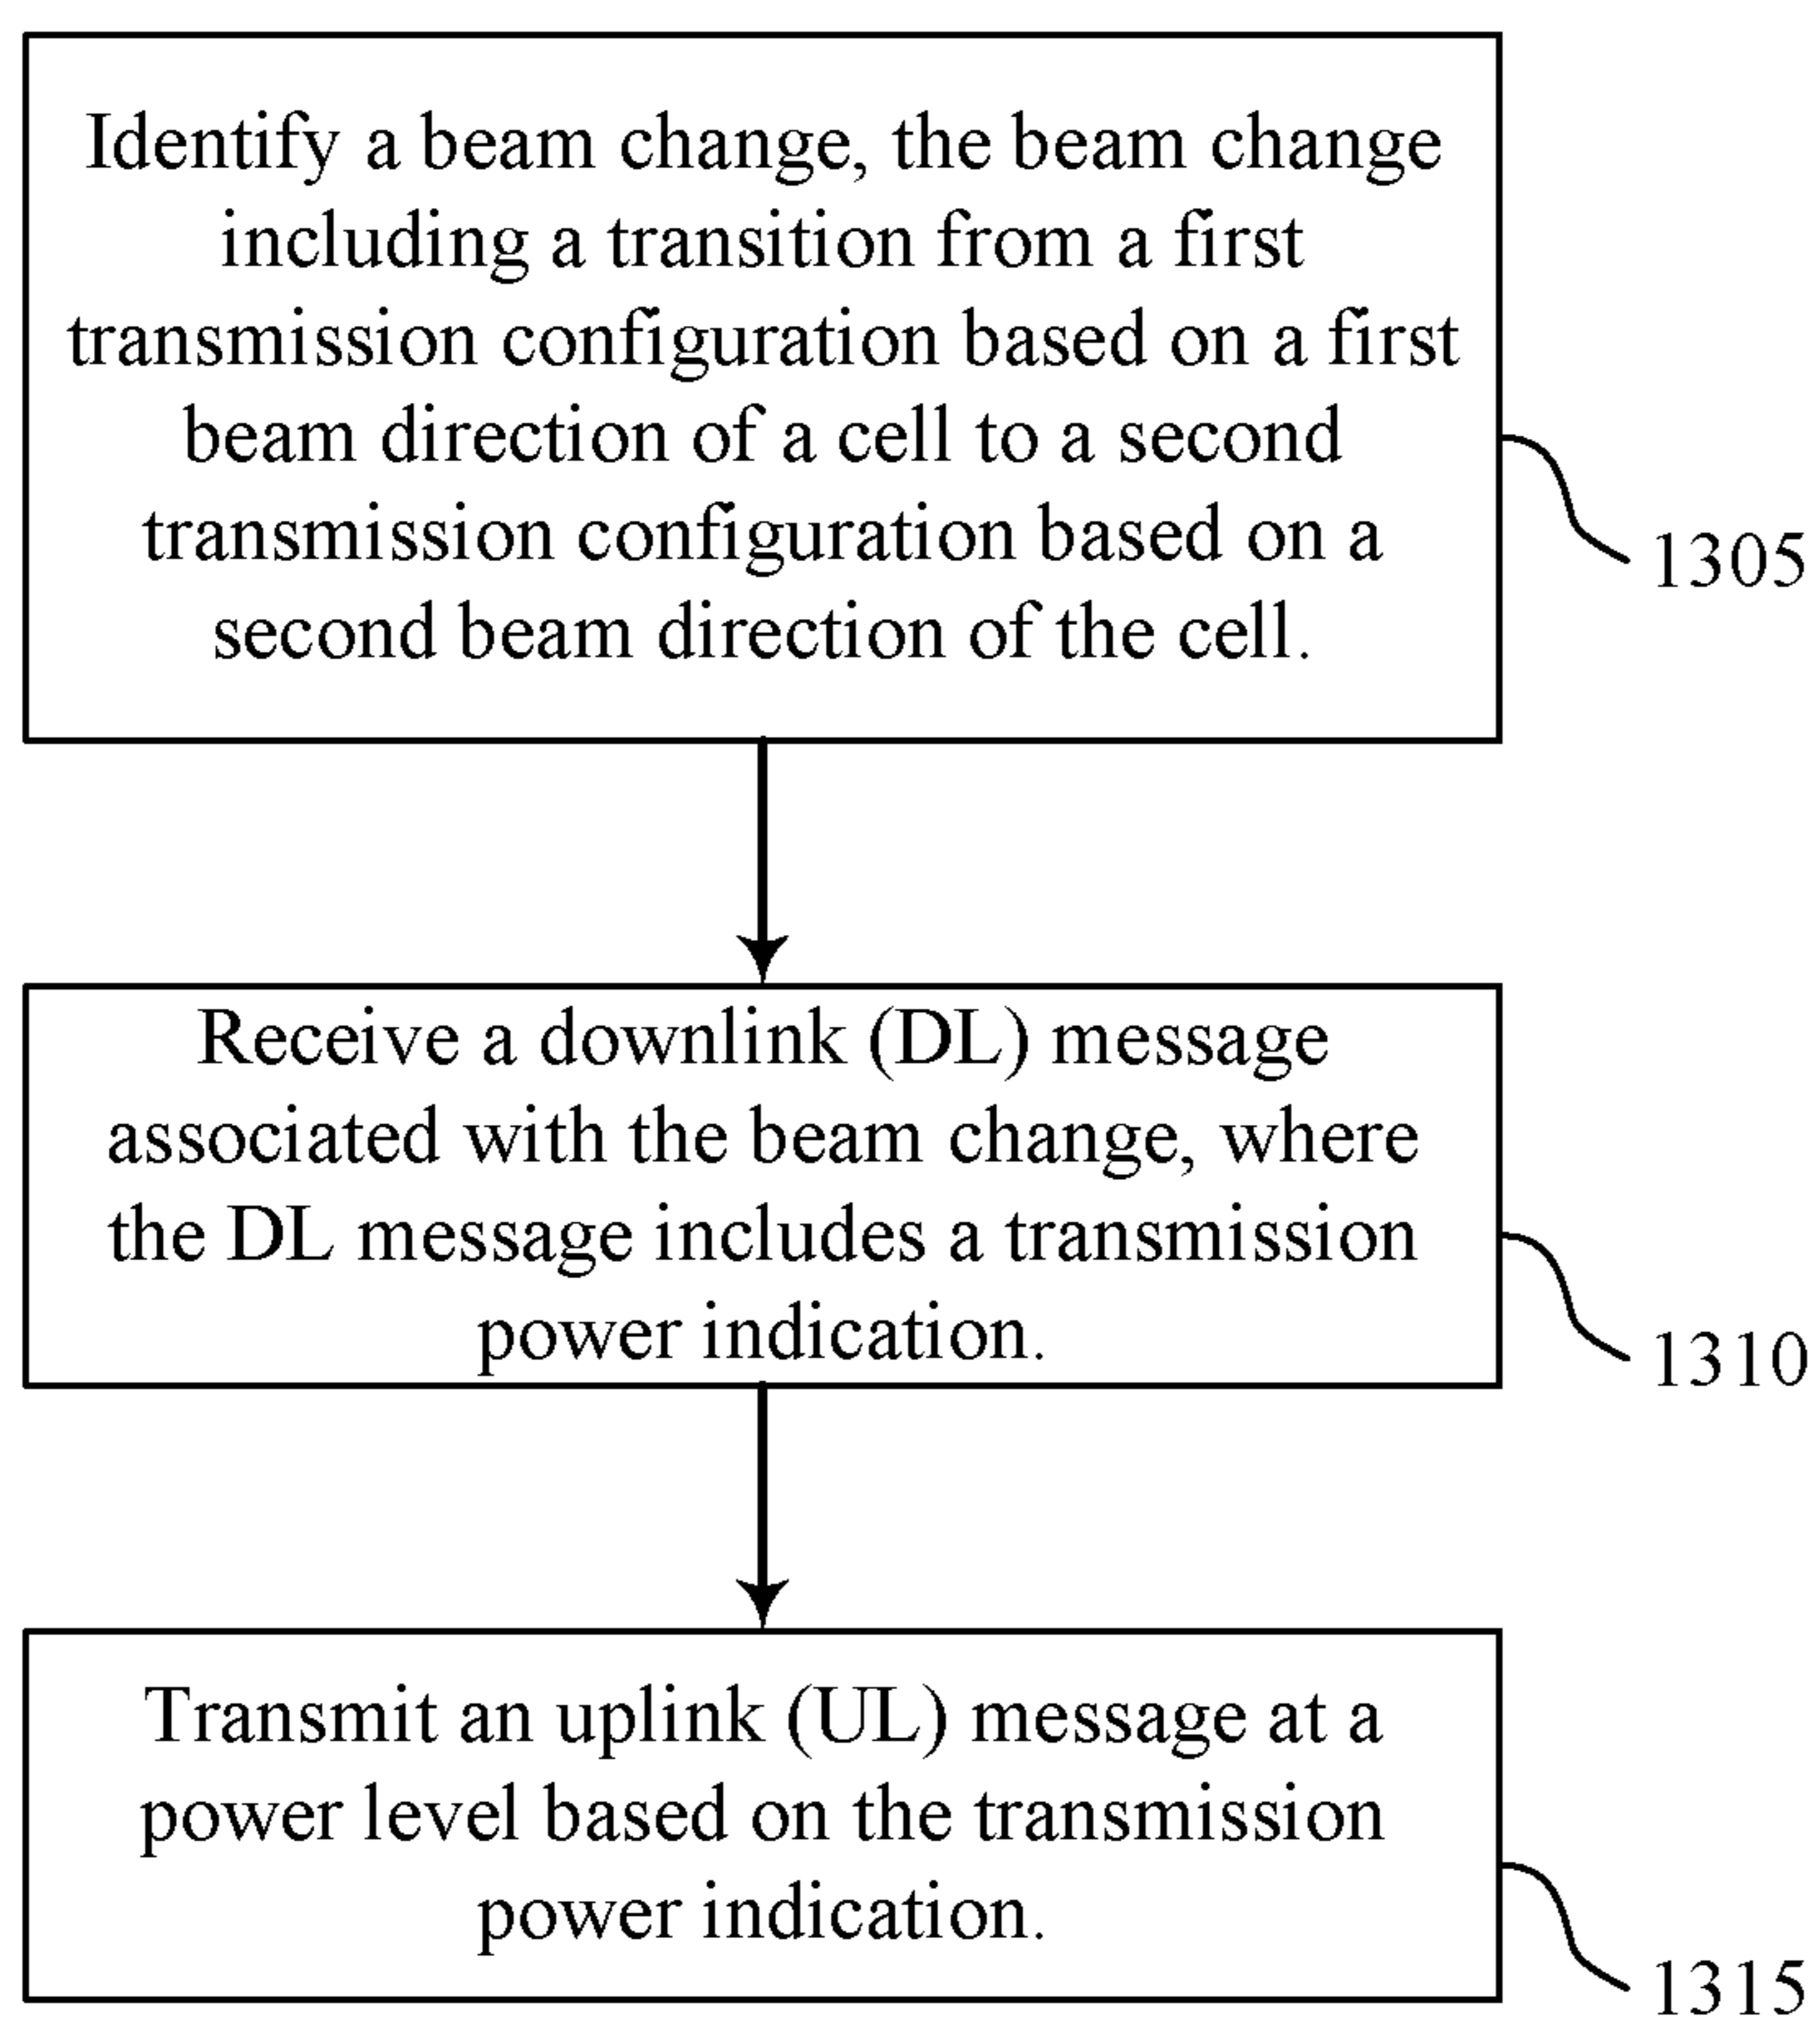 Identify a beam change, the beam change
including a transition from a first
transmission configuration based on a first
beam direction of a cell to a second
transmission configuration based on a
second beam direction of the cell.
1305
Receive a downlink (DL) message
associated with the beam change, where
the DL message includes a transmission
power indication.
1310
Transmit an uplink (UL) message at a
power level based on the transmission
power indication.
1315